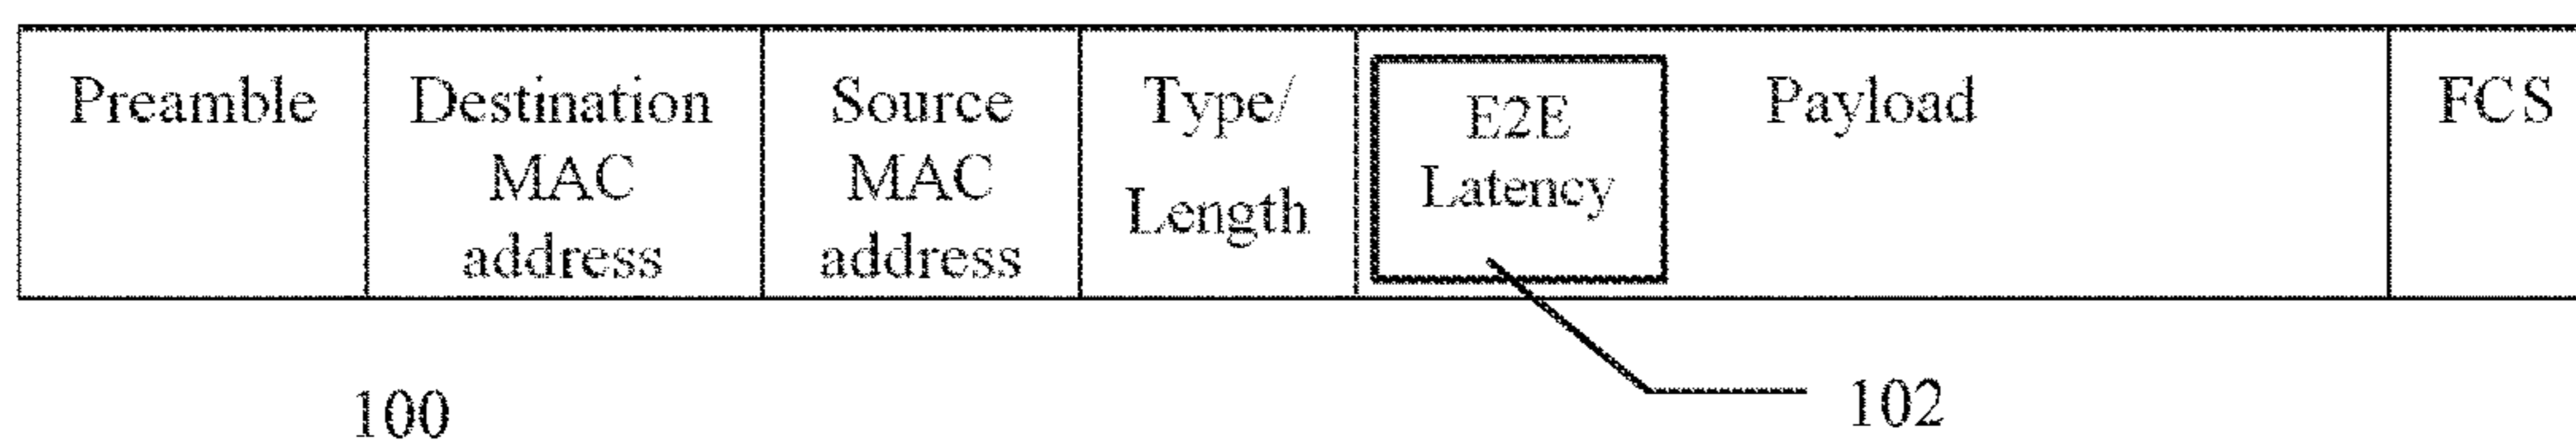 Preamble
Destination
MAC
address
Source
MAC
address
Type/
Length
E2E
Latency
Payload
FCS
100
102